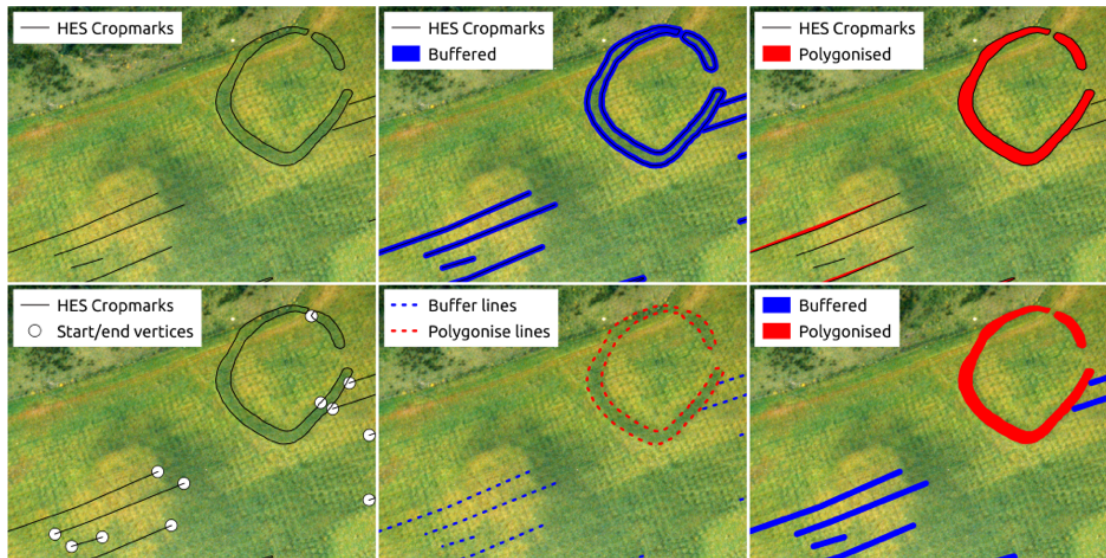 HES Cropmarks
HES Cropmarks
Buffered
HES Cropmarks
Polygonised
HES Cropmarks
Start/end vertices
Buffer lines
Polygonise lines
Buffered
Polygonised